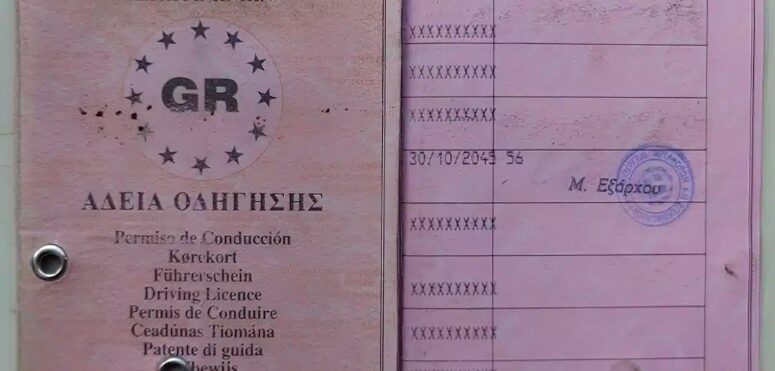 GR
ΑΔΕΙΑ ΟΔΗΓΗΣΗΣ
Permiso de Conducción
Kørekort
Führerschein
Driving Licence
Permis de Conduire
Ceadúnas Tiomána
Patente di guida
XXXXXXXXXX
XXXXXXXXXX
XXXXXXXXXX
30/10/2045 56
Μ. Εξάρχου
XXXXXXXXXX
XXXXXXXXXX
XXXXXXXXXX